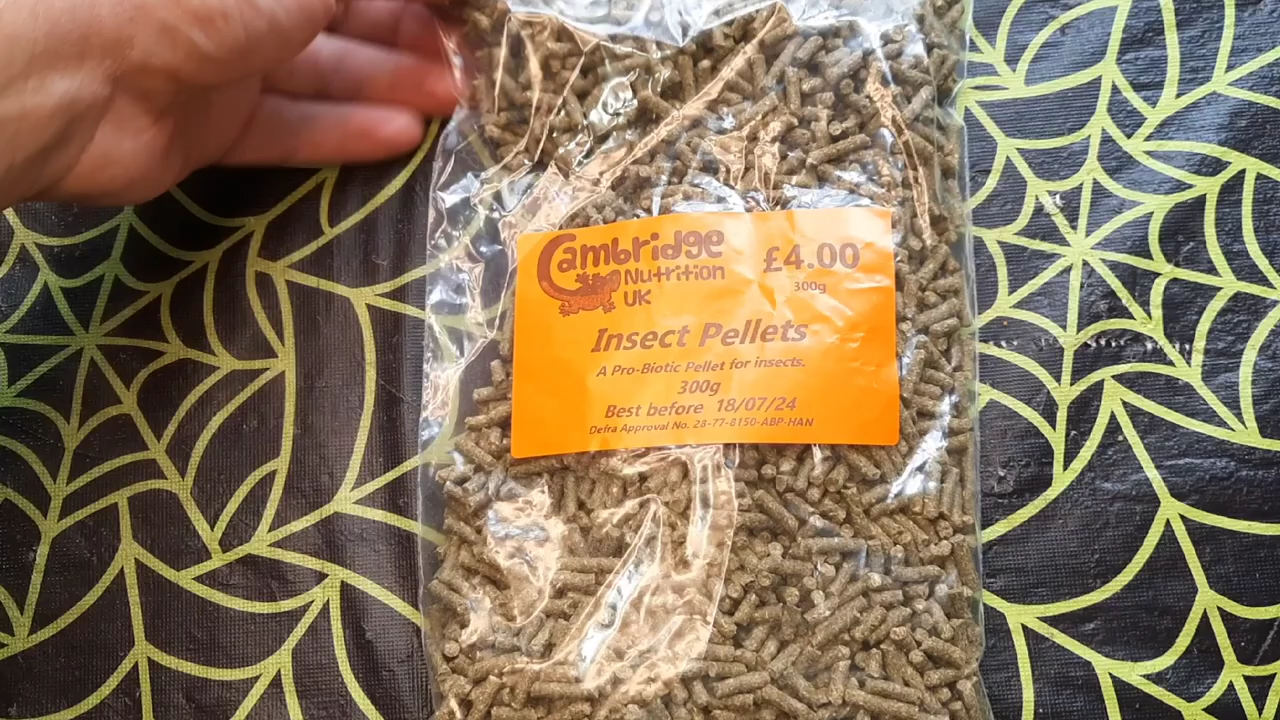 Cambridge
Nutrition
UK
£4.00
300g
Insect Pellets
A Pro-Biotic Pellet for insects.
300g
Best before 18/07/24
Defra Approval No. 28-77-8150-ABP-HAN